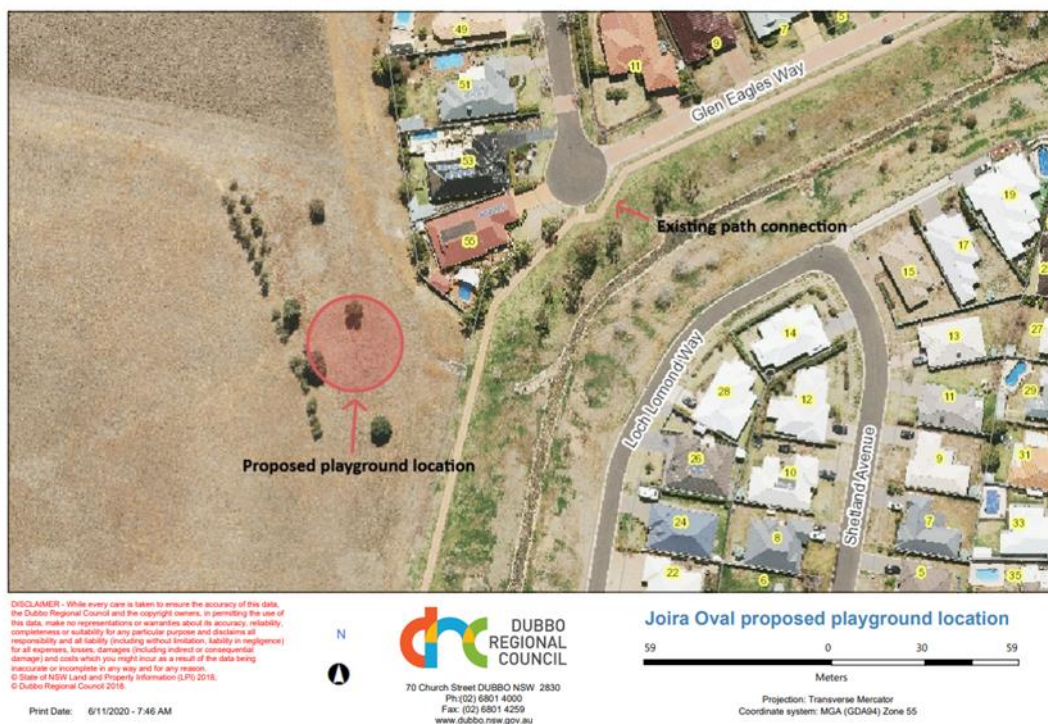 49
51
53
55
11
9
7
5
Glen Eagles Way
Existing path connection
19
17
15
13
27
14
28
12
11
29
26
10
9
31
24
8
7
33
22
6
5
35
Loch Lomond Way
Shetland Avenue
Proposed playground location
DISCLAIMER - While every care is taken to ensure the accuracy of this data,
the Dubbo Regional Council and the copyright owners, in permitting the use of
this data, make no representations or warranties about its accuracy, reliability,
completeness or suitability for any particular purpose and disclaims all
responsibility and all liability (including without limitation, liability in negligence)
for all expenses, losses, damages (including indirect or consequential
damage) and costs which you might incur as a result of the data being
inaccurate or incomplete in any way and for any reason.
© State of NSW Land and Property Information (LPI) 2018,
© Dubbo Regional Council 2018.
Print Date: 6/11/2020 - 7:46 AM
N
drc
DUBBO
REGIONAL
COUNCIL
70 Church Street DUBBO NSW 2830
Ph:(02) 6801 4000
Fax: (02) 6801 4259
www.dubbo.nsw.gov.au
Joira Oval proposed playground location
59 0 30 59
Meters
Projection: Transverse Mercator
Coordinate system: MGA (GDA94) Zone 55